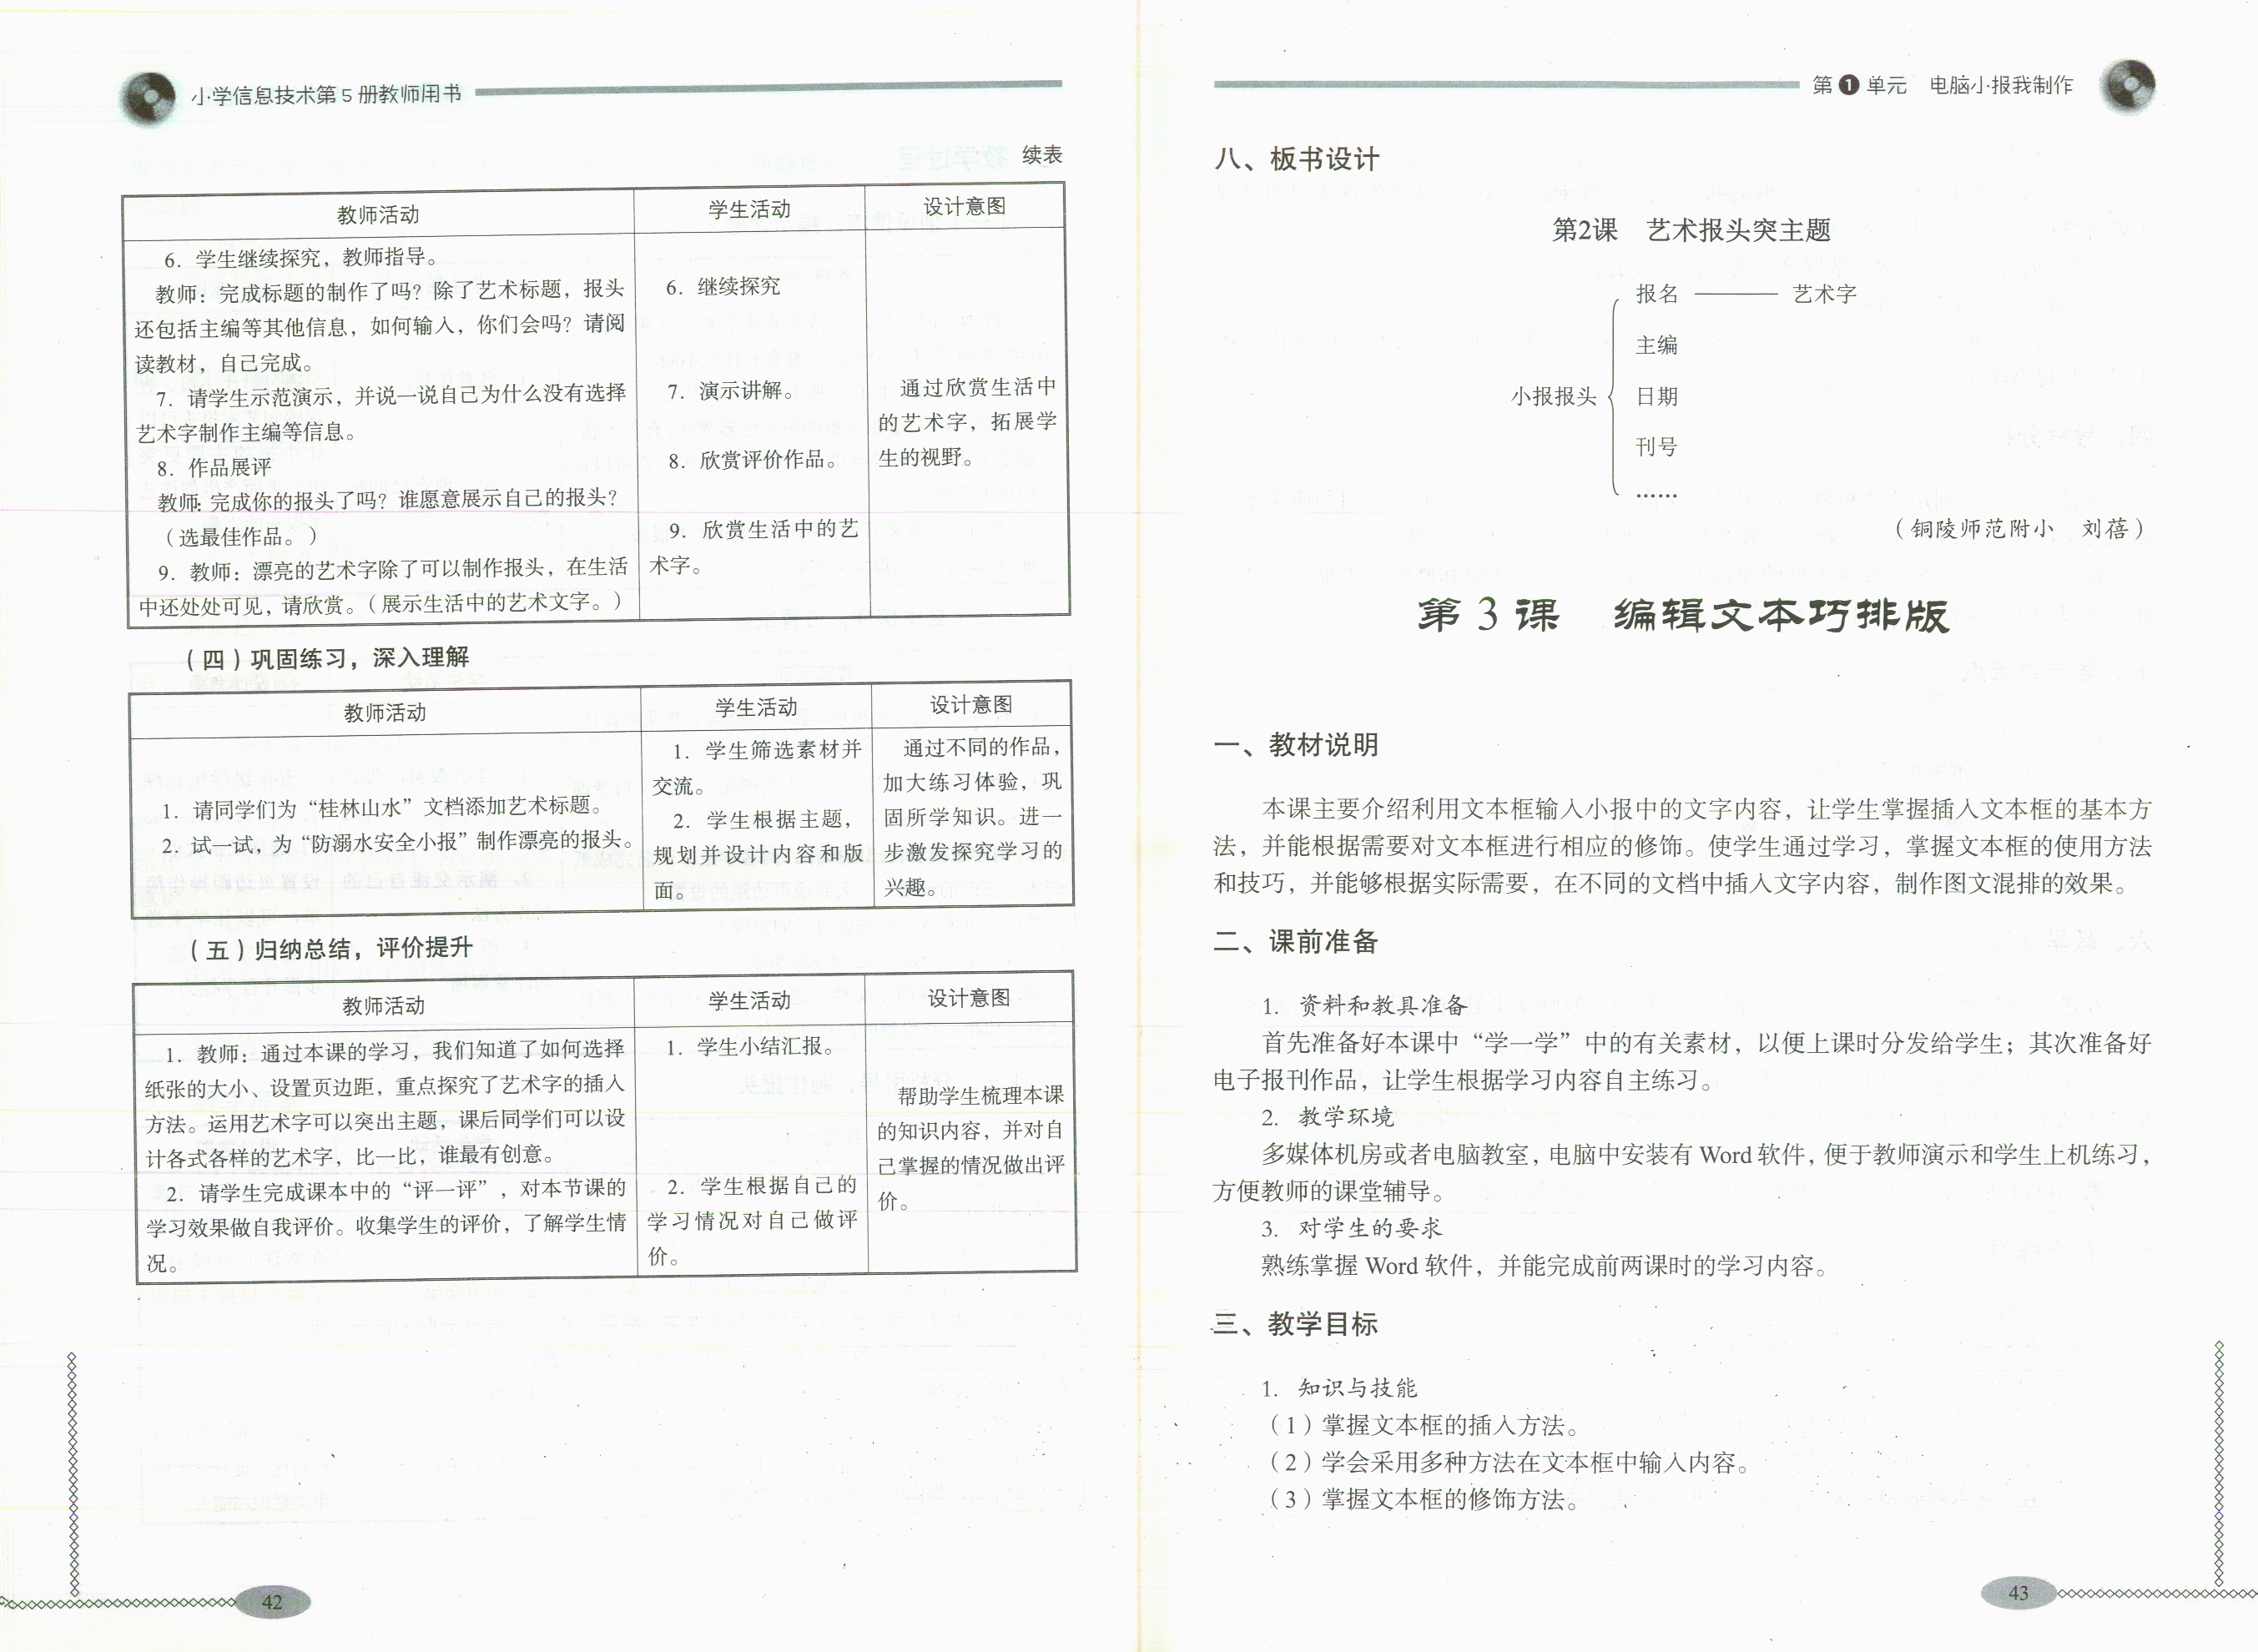 小学信息技术第5册教师用书
续表
教师活动 学生活动 设计意图
6．学生继续探究，教师指导。
教师：完成标题的制作了吗？除了艺术标题，报头
还包括主编等其他信息，如何输入，你们会吗？请阅
读教材，自己完成。
7．请学生示范演示，并说一说自己为什么没有选择
艺术字制作主编等信息。
8．作品展评
教师：完成你的报头了吗？谁愿意展示自己的报头？
（选最佳作品。）
9．教师：漂亮的艺术字除了可以制作报头，在生活
中还处处可见，请欣赏。（展示生活中的艺术文字。）
6．继续探究
7．演示讲解。
8．欣赏评价作品。
9．欣赏生活中的艺
术字。
通过欣赏生活中
的艺术字，拓展学
生的视野。
（四）巩固练习，深入理解
教师活动 学生活动 设计意图
1．请同学们为“桂林山水”文档添加艺术标题。
2．试一试，为“防溺水安全小报”制作漂亮的报头。
1．学生筛选素材并
交流。
2．学生根据主题，
规划并设计内容和版
面。
通过不同的作品，
加大练习体验，巩
固所学知识。进一
步激发探究学习的
兴趣。
（五）归纳总结，评价提升
教师活动 学生活动 设计意图
1．教师：通过本课的学习，我们知道了如何选择
纸张的大小、设置页边距，重点探究了艺术字的插入
方法。运用艺术字可以突出主题，课后同学们可以设
计各式各样的艺术字，比一比，谁最有创意。
2．请学生完成课本中的“评一评”，对本节课的
学习效果做自我评价。收集学生的评价，了解学生情
况。
1．学生小结汇报。
2．学生根据自己的
学习情况对自己做评
价。
帮助学生梳理本课
的知识内容，并对自
己掌握的情况做出评
价。
42
第1单元 电脑小报我制作
八、板书设计
第2课 艺术报头突主题
小报报头
报名 ——— 艺术字
主编
日期
刊号
……
（铜陵师范附小 刘蓓）
第3课 编辑文本巧排版
一、教材说明
本课主要介绍利用文本框输入小报中的文字内容，让学生掌握插入文本框的基本方
法，并能根据需要对文本框进行相应的修饰。使学生通过学习，掌握文本框的使用方法
和技巧，并能够根据实际需要，在不同的文档中插入文字内容，制作图文混排的效果。
二、课前准备
1. 资料和教具准备
首先准备好本课中“学一学”中的有关素材，以便上课时分发给学生；其次准备好
电子报刊作品，让学生根据学习内容自主练习。
2. 教学环境
多媒体机房或者电脑教室，电脑中安装有 Word 软件，便于教师演示和学生上机练习，
方便教师的课堂辅导。
3. 对学生的要求
熟练掌握 Word 软件，并能完成前两课时的学习内容。
三、教学目标
1. 知识与技能
（1）掌握文本框的插入方法。
（2）学会采用多种方法在文本框中输入内容。
（3）掌握文本框的修饰方法。
43